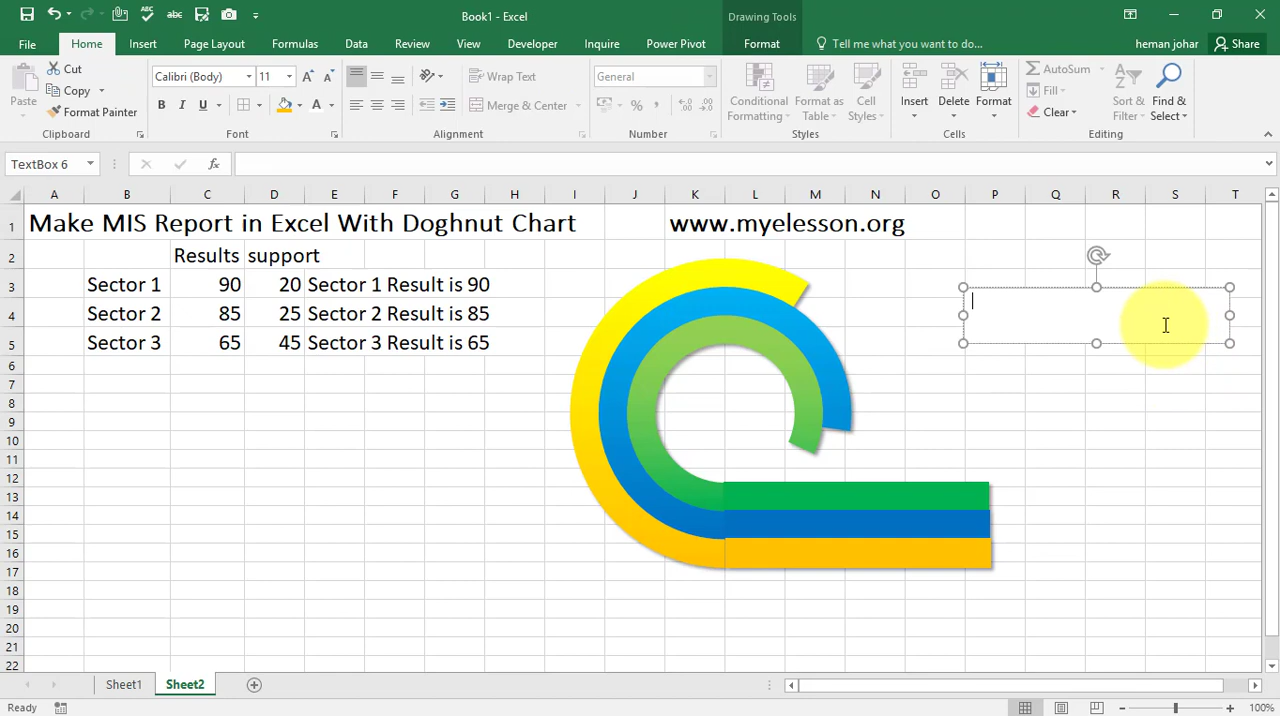 Book1 - Excel
Drawing Tools
File Home Insert Page Layout Formulas Data Review View Developer Inquire Power Pivot Format Tell me what you want to do... heman johar Share
Paste Cut Copy Format Painter Clipboard
Calibri (Body) 11 B I U A Font
Wrap Text Merge & Center Alignment
General % Number
Conditional Formatting Format as Table Cell Styles Styles
Insert Delete Format Cells
AutoSum Fill Clear Sort & Filter Find & Select Editing
TextBox 6 fx
A B C D E F G H I J K L M N O P Q R S T
1 Make MIS Report in Excel With Doghnut Chart www.myelesson.org
2 Results support
3 Sector 1 90 20 Sector 1 Result is 90
4 Sector 2 85 25 Sector 2 Result is 85
5 Sector 3 65 45 Sector 3 Result is 65
6
7
8
9
10
11
12
13
14
15
16
17
18
19
20
21
22
Sheet1 Sheet2
Ready 100%